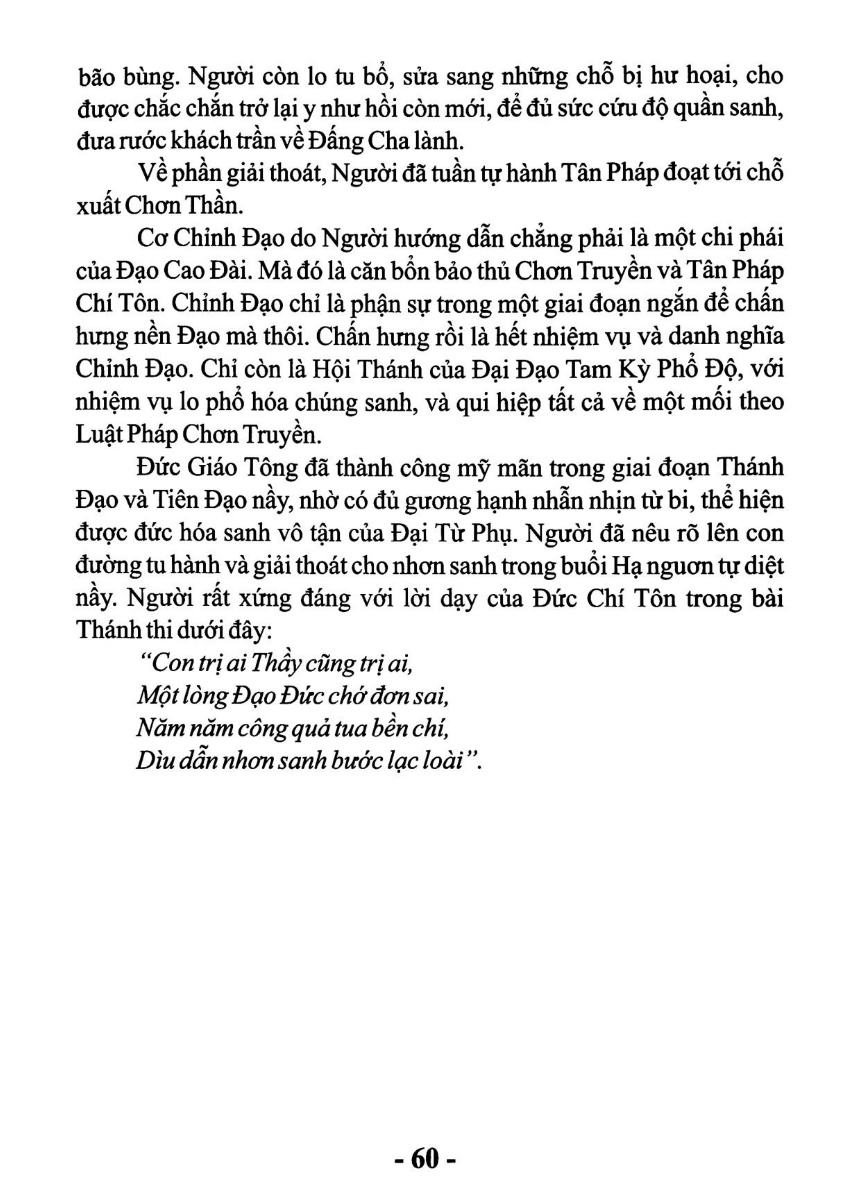 bão bùng. Người còn lo tu bổ, sửa sang những chỗ bị hư hoại, cho
được chắc chắn trở lại y như hồi còn mới, để đủ sức cứu độ quần sanh,
đưa rước khách trần về Đấng Cha lành.
Về phần giải thoát, Người đã tuần tự hành Tân Pháp đoạt tới chỗ
xuất Chơn Thần.
Cơ Chỉnh Đạo do Người hướng dẫn chẳng phải là một chi phái
của Đạo Cao Đài. Mà đó là căn bổn bảo thủ Chơn Truyền và Tân Pháp
Chí Tôn. Chỉnh Đạo chỉ là phận sự trong một giai đoạn ngắn để chấn
hưng nền Đạo mà thôi. Chấn hưng rồi là hết nhiệm vụ và danh nghĩa
Chỉnh Đạo. Chỉ còn là Hội Thánh của Đại Đạo Tam Kỳ Phổ Độ, với
nhiệm vụ lo phổ hóa chúng sanh, và qui hiệp tất cả về một mối theo
Luật Pháp Chơn Truyền.
Đức Giáo Tông đã thành công mỹ mãn trong giai đoạn Thánh
Đạo và Tiên Đạo nầy, nhờ có đủ gương hạnh nhẫn nhịn từ bi, thể hiện
được đức hóa sanh vô tận của Đại Từ Phụ. Người đã nêu rõ lên con
đường tu hành và giải thoát cho nhơn sanh trong buổi Hạ nguơn tự diệt
nầy. Người rất xứng đáng với lời dạy của Đức Chí Tôn trong bài
Thánh thi dưới đây:
“Con trị ai Thầy cũng trị ai,
Một lòng Đạo Đức chớ đơn sai,
Năm năm công quả tua bền chí,
Dìu dẫn nhơn sanh bước lạc loài”.
- 60 -